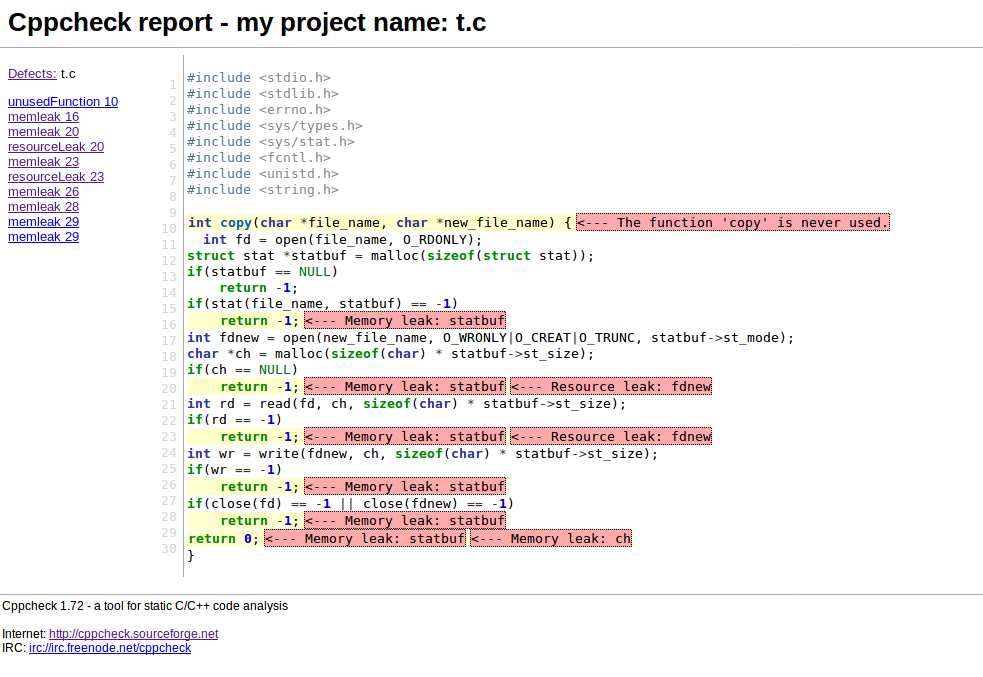 Cppcheck report - my project name: t.c
Defects: t.c
unusedFunction 10
memleak 16
memleak 20
resourceLeak 20
memleak 23
resourceLeak 23
memleak 26
memleak 28
memleak 29
memleak 29
1 #include <stdio.h>
2 #include <stdlib.h>
3 #include <errno.h>
4 #include <sys/types.h>
5 #include <sys/stat.h>
6 #include <fcntl.h>
7 #include <unistd.h>
8 #include <string.h>
9
10 int copy(char *file_name, char *new_file_name) { <--- The function 'copy' is never used.
11   int fd = open(file_name, O_RDONLY);
12 struct stat *statbuf = malloc(sizeof(struct stat));
13 if(statbuf == NULL)
14     return -1;
15 if(stat(file_name, statbuf) == -1)
16     return -1; <--- Memory leak: statbuf
17 int fdnew = open(new_file_name, O_WRONLY|O_CREAT|O_TRUNC, statbuf->st_mode);
18 char *ch = malloc(sizeof(char) * statbuf->st_size);
19 if(ch == NULL)
20     return -1; <--- Memory leak: statbuf <--- Resource leak: fdnew
21 int rd = read(fd, ch, sizeof(char) * statbuf->st_size);
22 if(rd == -1)
23     return -1; <--- Memory leak: statbuf <--- Resource leak: fdnew
24 int wr = write(fdnew, ch, sizeof(char) * statbuf->st_size);
25 if(wr == -1)
26     return -1; <--- Memory leak: statbuf
27 if(close(fd) == -1 || close(fdnew) == -1)
28     return -1; <--- Memory leak: statbuf
29 return 0; <--- Memory leak: statbuf <--- Memory leak: ch
30 }
Cppcheck 1.72 - a tool for static C/C++ code analysis
Internet: http://cppcheck.sourceforge.net
IRC: irc://irc.freenode.net/cppcheck